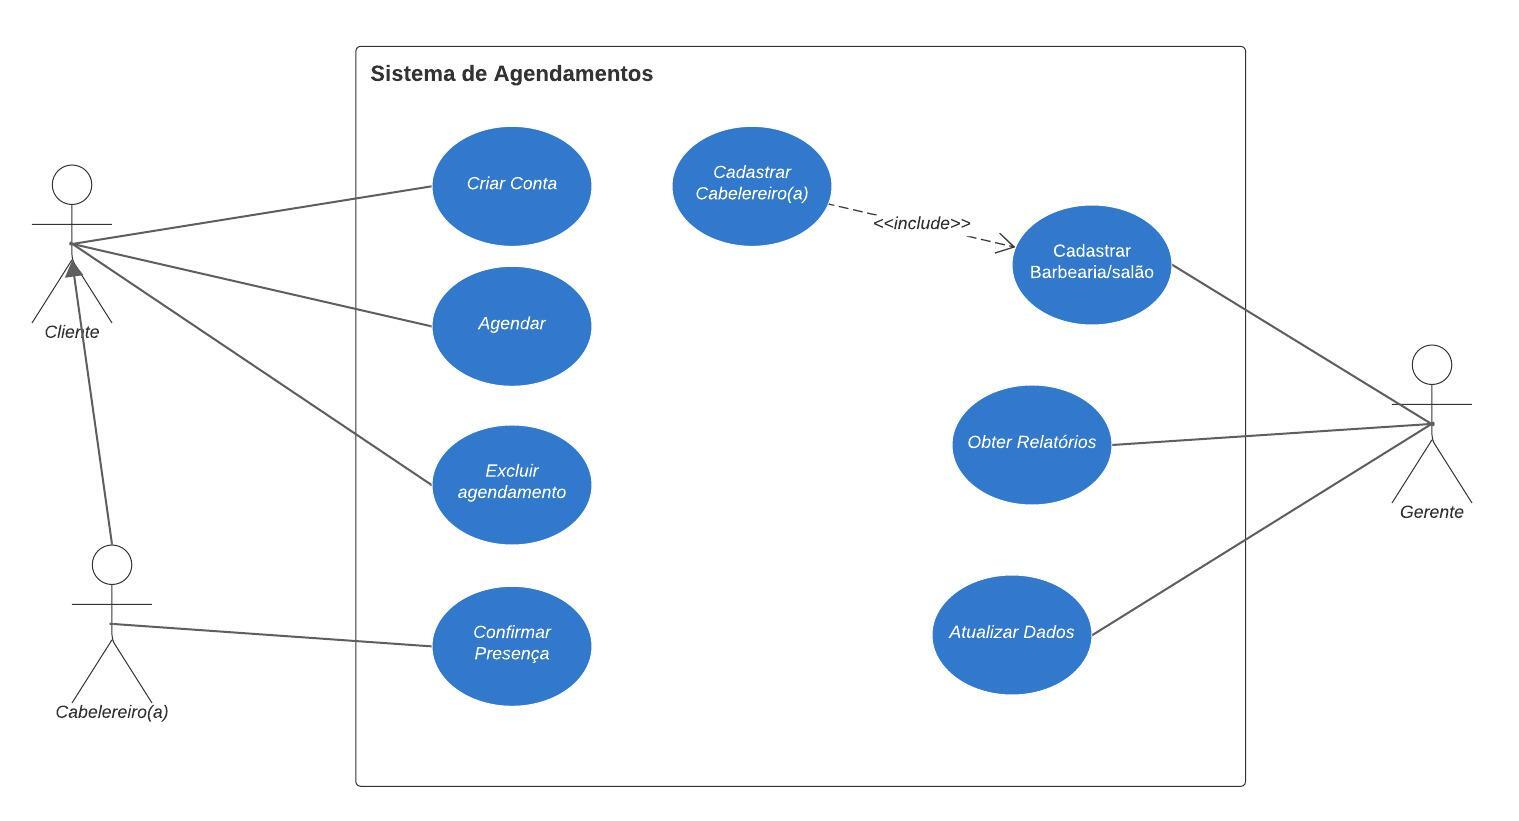 Sistema de Agendamentos
Criar Conta
Cadastrar
Cabelereiro(a)
<<include>>
Cadastrar
Barbearia/salão
Agendar
Cliente
Obter Relatórios
Excluir
agendamento
Gerente
Confirmar
Presença
Atualizar Dados
Cabelereiro(a)